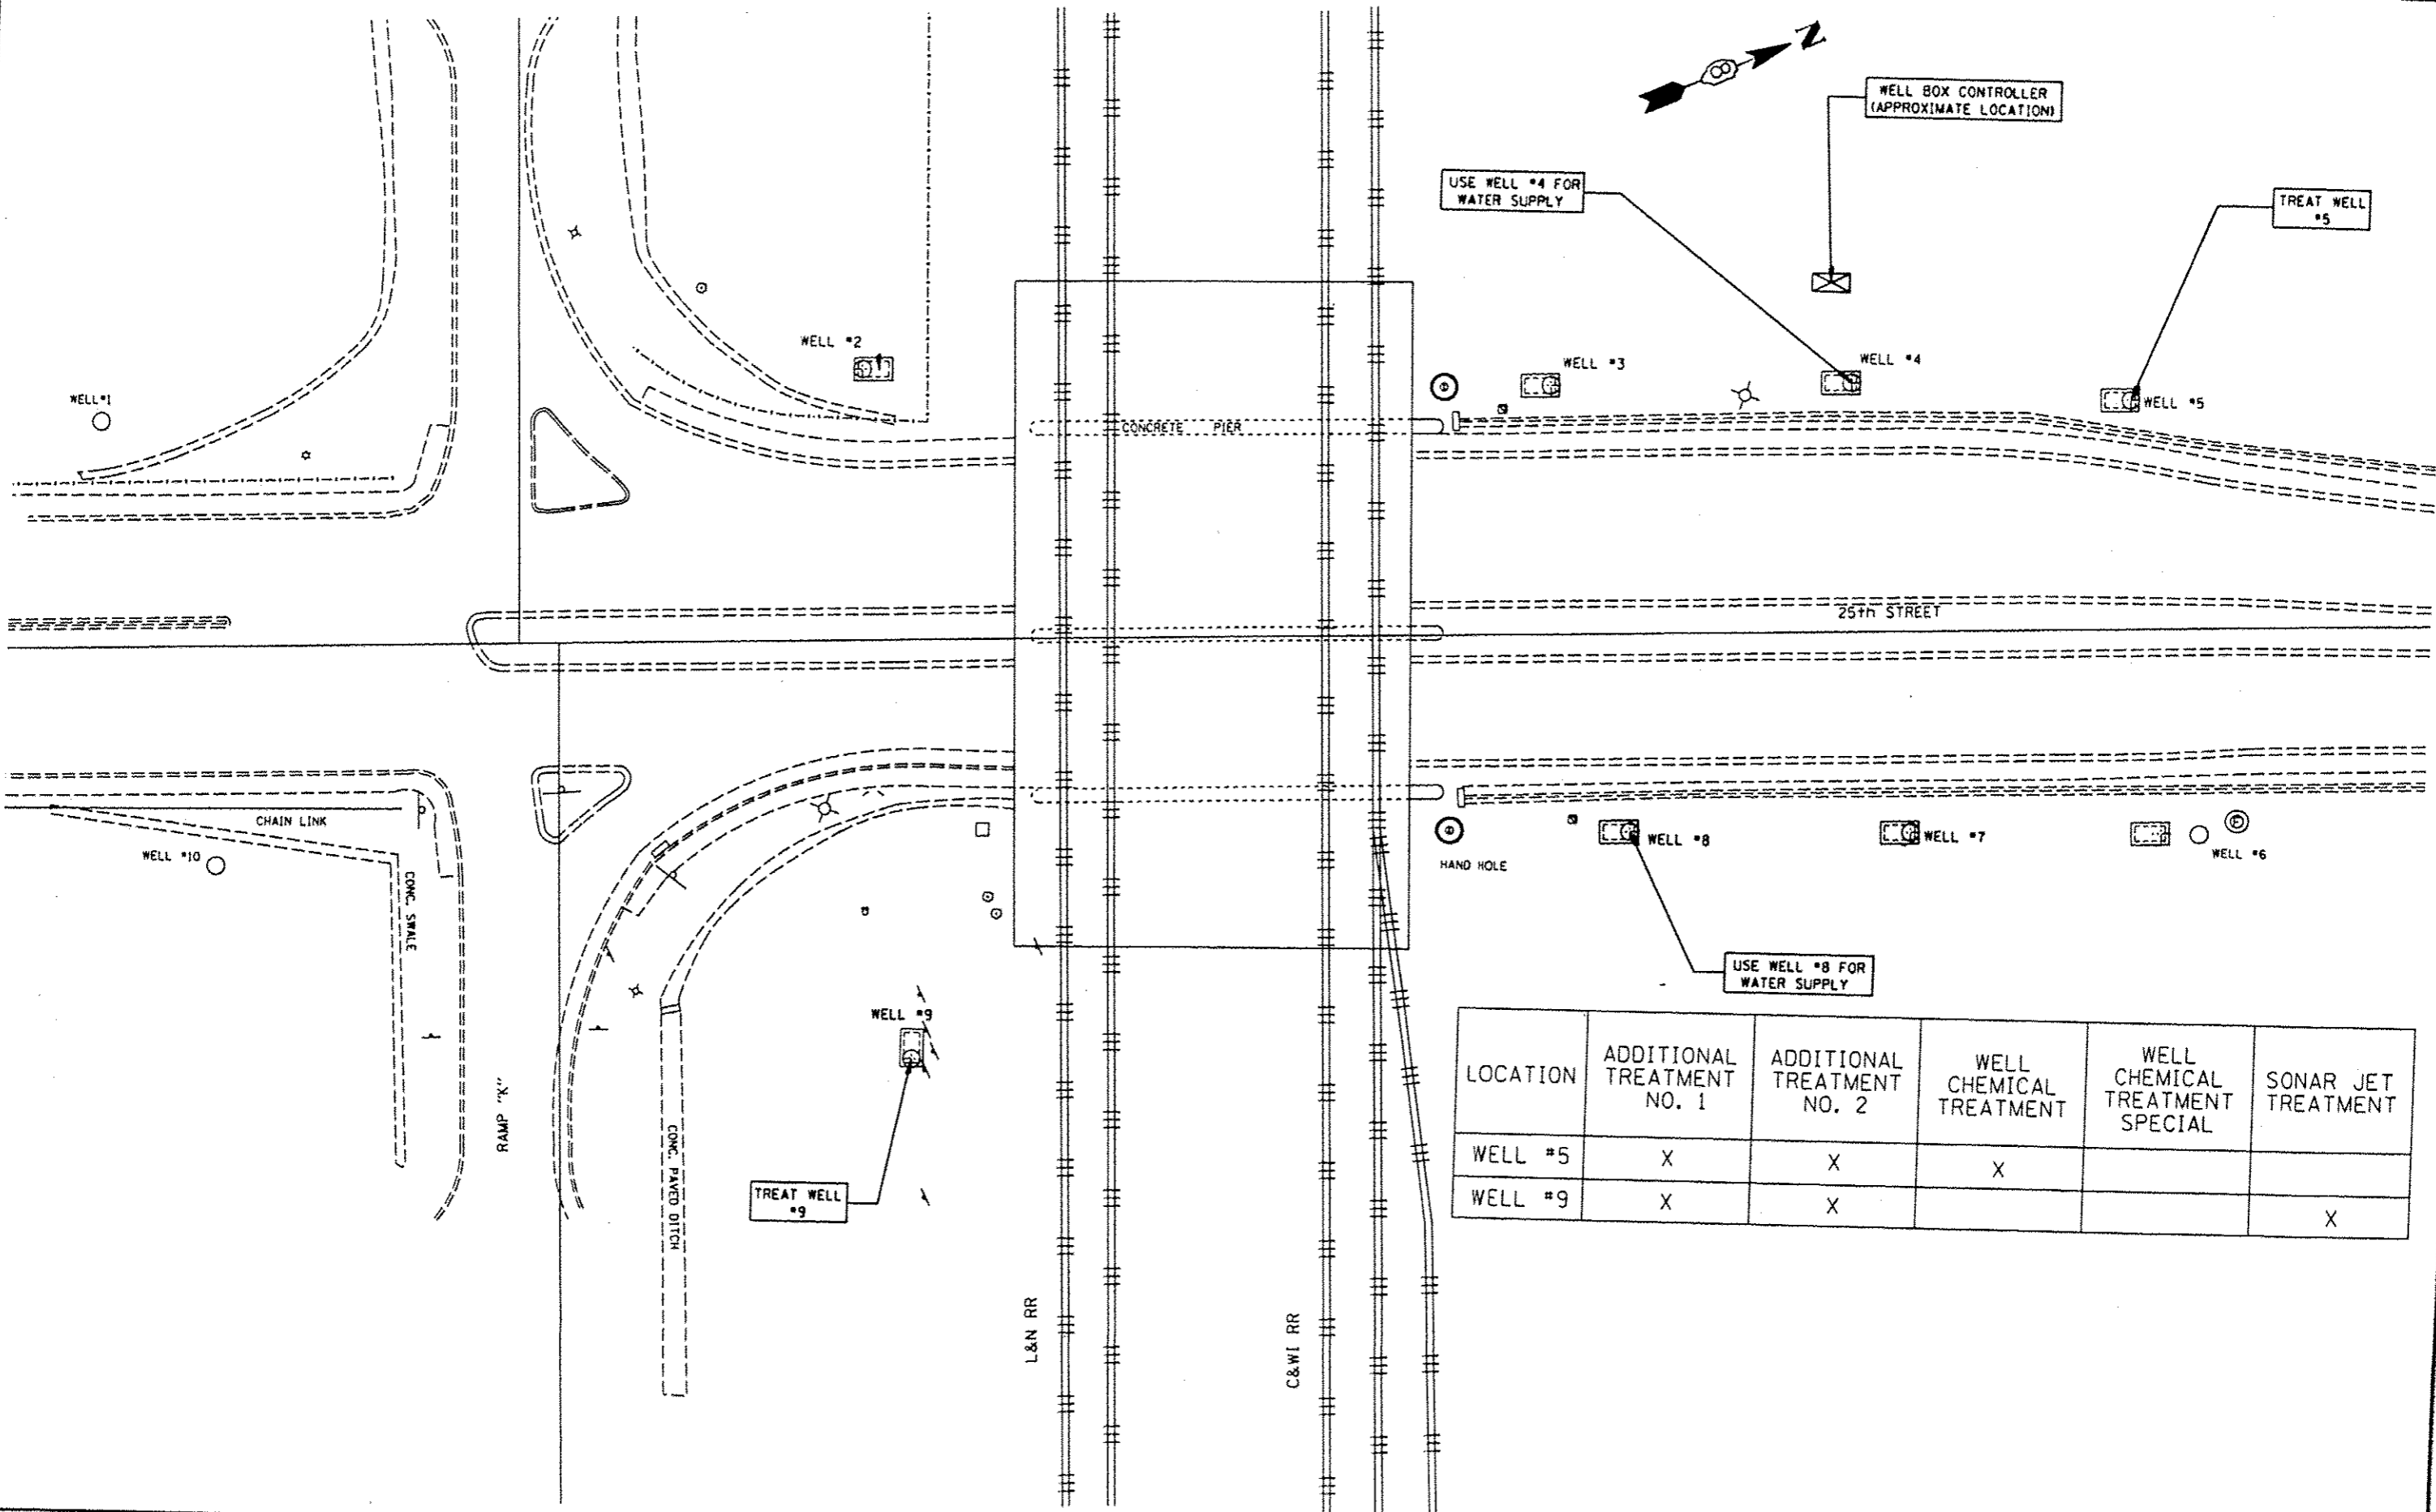 N
WELL BOX CONTROLLER
(APPROXIMATE LOCATION)
USE WELL #4 FOR
WATER SUPPLY
TREAT WELL
#5
WELL #2
WELL #3
WELL #4
WELL #5
WELL #1
CONCRETE PIER
25th STREET
CHAIN LINK
WELL #10
CONC. SWALE
WELL #8
WELL #7
WELL #6
HAND HOLE
USE WELL #8 FOR
WATER SUPPLY
WELL #9
RAMP "K"
CONC. PAVED DITCH
TREAT WELL
#9
L&N RR
C&WI RR
LOCATION
ADDITIONAL
TREATMENT
NO. 1
ADDITIONAL
TREATMENT
NO. 2
WELL
CHEMICAL
TREATMENT
WELL
CHEMICAL
TREATMENT
SPECIAL
SONAR JET
TREATMENT
WELL #5 X X X
WELL #9 X X X